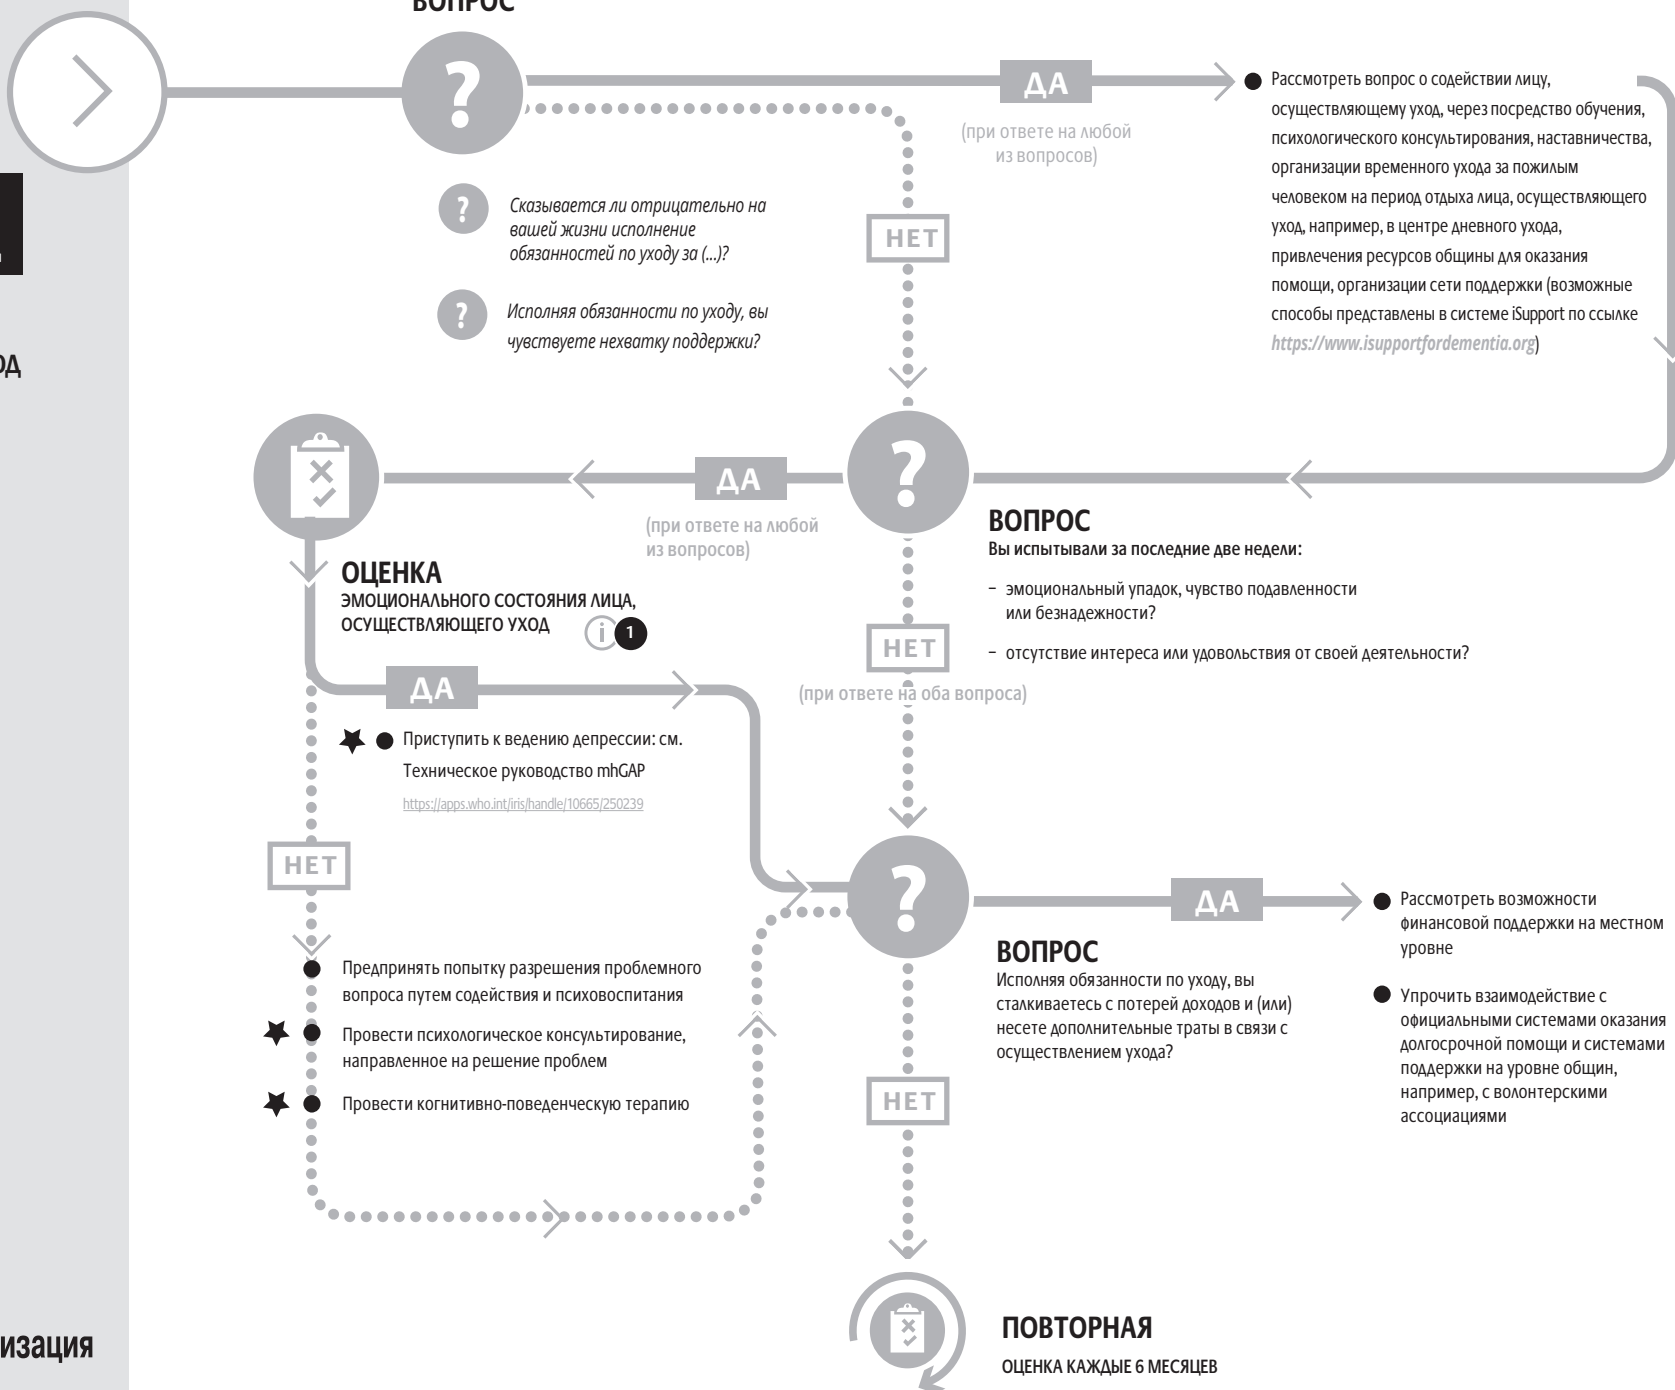 ВОПРОС
ДА
(при ответе на любой
из вопросов)
Рассмотреть вопрос о содействии лицу,
осуществляющему уход, через посредство обучения,
психологического консультирования, наставничества,
организации временного ухода за пожилым
человеком на период отдыха лица, осуществляющего
уход, например, в центре дневного ухода,
привлечения ресурсов общины для оказания
помощи, организации сети поддержки (возможные
способы представлены в системе iSupport по ссылке
https://www.isupportfordementia.org)
?
?
Сказывается ли отрицательно на
вашей жизни исполнение
обязанностей по уходу за (...)?
НЕТ
?
Исполняя обязанности по уходу, вы
чувствуете нехватку поддержки?
ОД
?
ДА
(при ответе на любой
из вопросов)
ВОПРОС
Вы испытывали за последние две недели:
– эмоциональный упадок, чувство подавленности
или безнадежности?
– отсутствие интереса или удовольствия от своей деятельности?
ОЦЕНКА
ЭМОЦИОНАЛЬНОГО СОСТОЯНИЯ ЛИЦА,
ОСУЩЕСТВЛЯЮЩЕГО УХОД
i 1
НЕТ
(при ответе на оба вопроса)
ДА
Приступить к ведению депрессии: см.
Техническое руководство mhGAP
https://apps.who.int/iris/handle/10665/250239
НЕТ
?
ДА
Рассмотреть возможности
финансовой поддержки на местном
уровне
Упрочить взаимодействие с
официальными системами оказания
долгосрочной помощи и системами
поддержки на уровне общин,
например, с волонтерскими
ассоциациями
ВОПРОС
Исполняя обязанности по уходу, вы
сталкиваетесь с потерей доходов и (или)
несете дополнительные траты в связи с
осуществлением ухода?
Предпринять попытку разрешения проблемного
вопроса путем содействия и психовоспитания
Провести психологическое консультирование,
направленное на решение проблем
Провести когнитивно-поведенческую терапию
НЕТ
ПОВТОРНАЯ
ОЦЕНКА КАЖДЫЕ 6 МЕСЯЦЕВ
изация